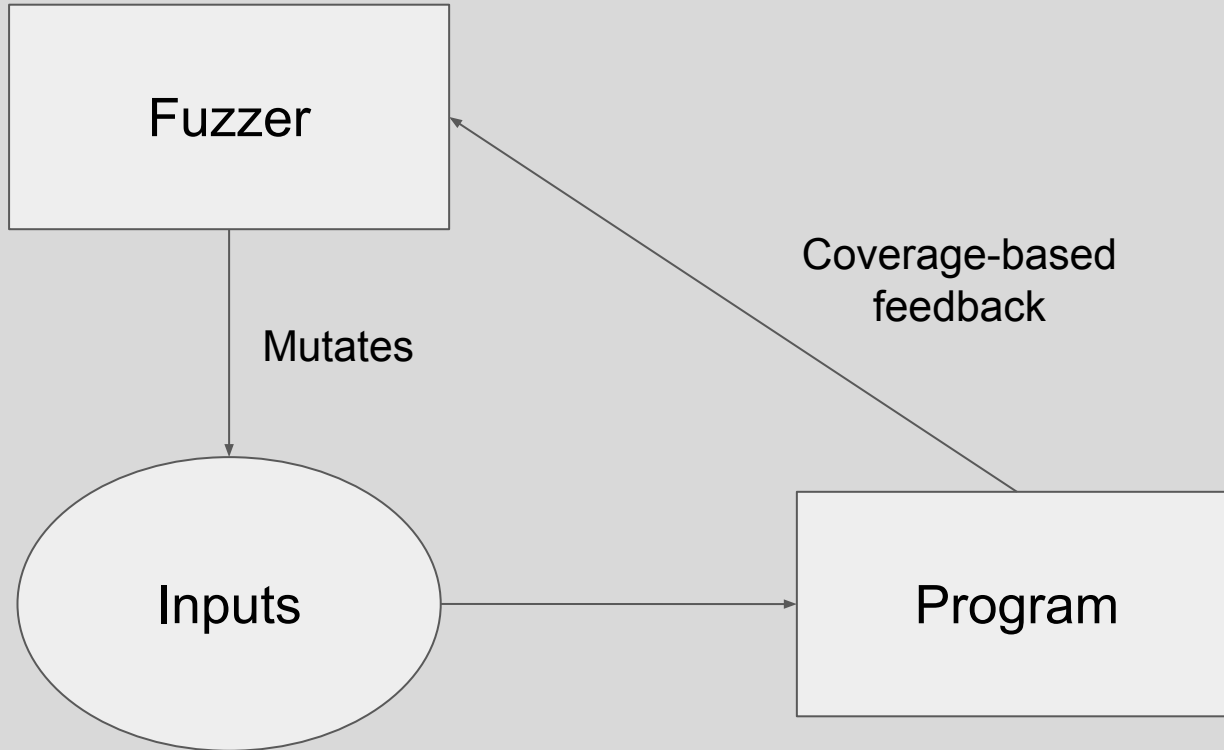 Fuzzer
Coverage-based
feedback
Mutates
Inputs
Program